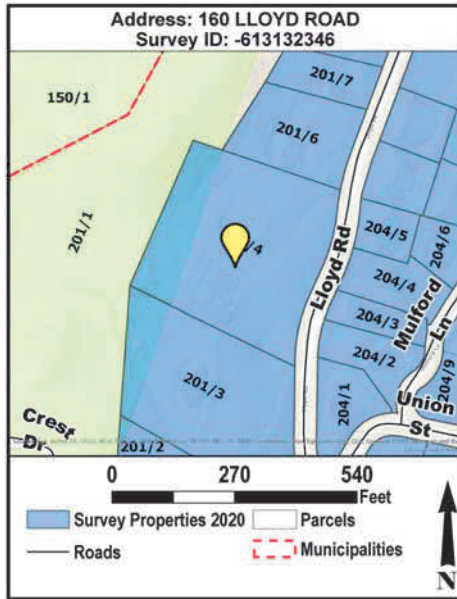 Address: 160 LLOYD ROAD
Survey ID: -613132346
150/1
201/7
201/6
201/1
/4
204/5
204/6
204/4
204/3
204/2
204/1
204/9
201/3
201/2
Lloyd Rd
Mulford
Ln
Union
St
Crest
Dr
0 270 540
Feet
Survey Properties 2020
Parcels
Roads
Municipalities
N